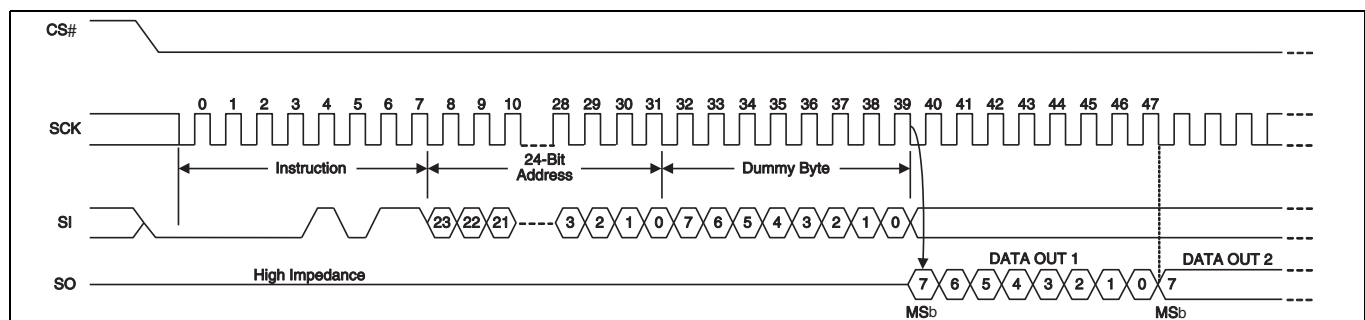 CS#
0 1 2 3 4 5 6 7 8 9 10 28 29 30 31 32 33 34 35 36 37 38 39 40 41 42 43 44 45 46 47
SCK
Instruction
24-Bit
Address
Dummy Byte
SI
23 22 21 3 2 1 0 7 6 5 4 3 2 1 0
DATA OUT 1 DATA OUT 2
High Impedance
SO
7 6 5 4 3 2 1 0 7
MSb MSb